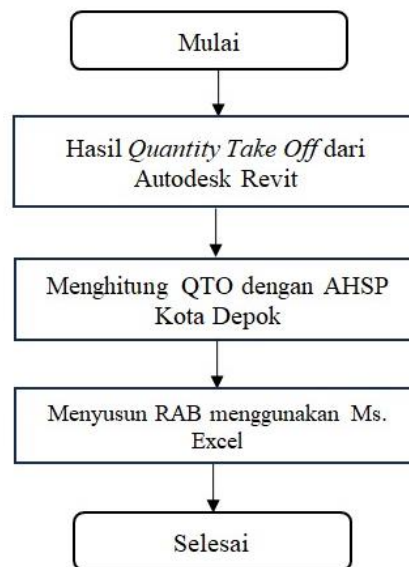 Mulai
Hasil Quantity Take Off dari
Autodesk Revit
Menghitung QTO dengan AHSP
Kota Depok
Menyusun RAB menggunakan Ms.
Excel
Selesai